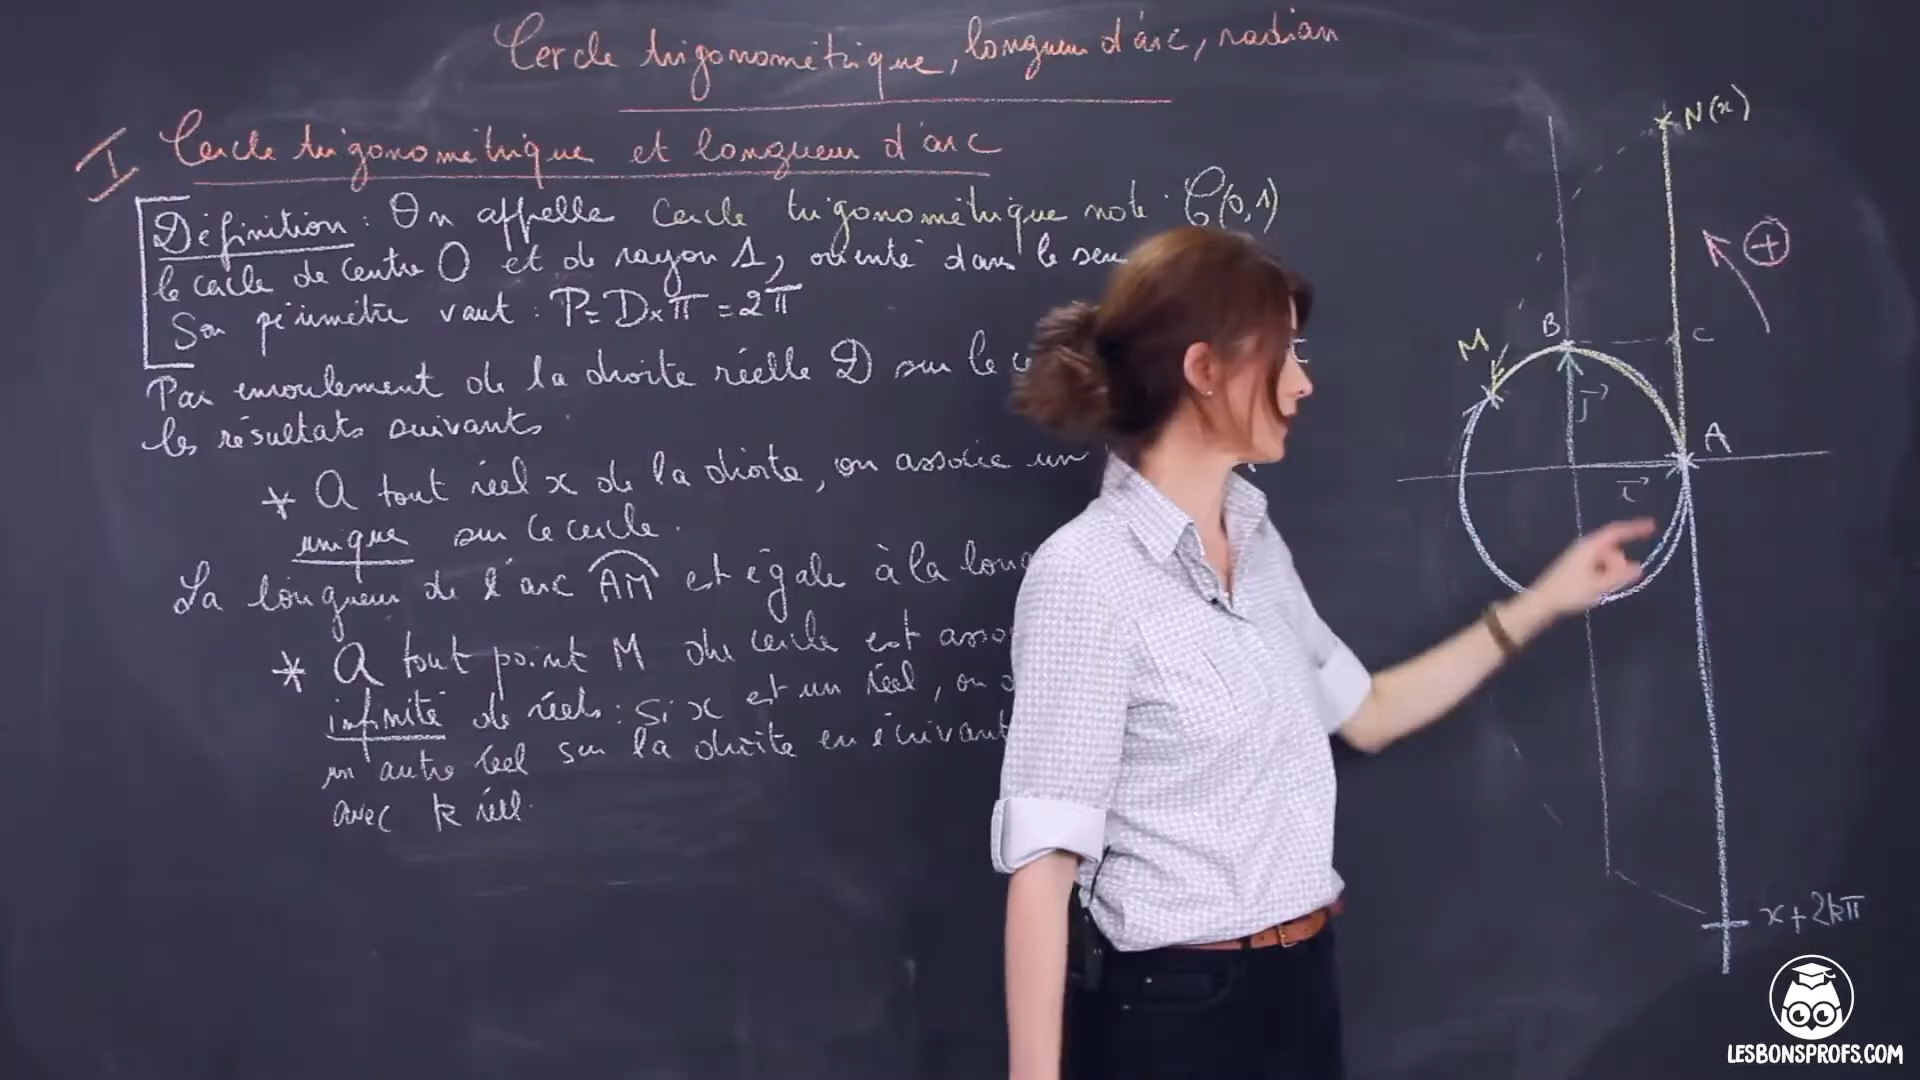 Cercle trigonométrique, longueur d'arc, radian
I Cercle trigonométrique et longueur d'arc
Définition : On appelle cercle trigonométrique noté C(0,1)
le cercle de centre O et de rayon 1, orienté dans le sen
Son périmètre vaut : P = D×π = 2π
Par enroulement de la droite réelle D sur le c
les résultats suivants
* A tout réel x de la droite, on associe un
unique sur le cercle.
La longueur de l'arc AM est égale à la long
* A tout point M du cercle est asso
infinité de réels : si x est un réel, on
un autre réel sur la droite en écrivant
avec k réel.
N(x)
+
B
C
M
j
A
i
x+2kπ
LESBONSPROFS.COM